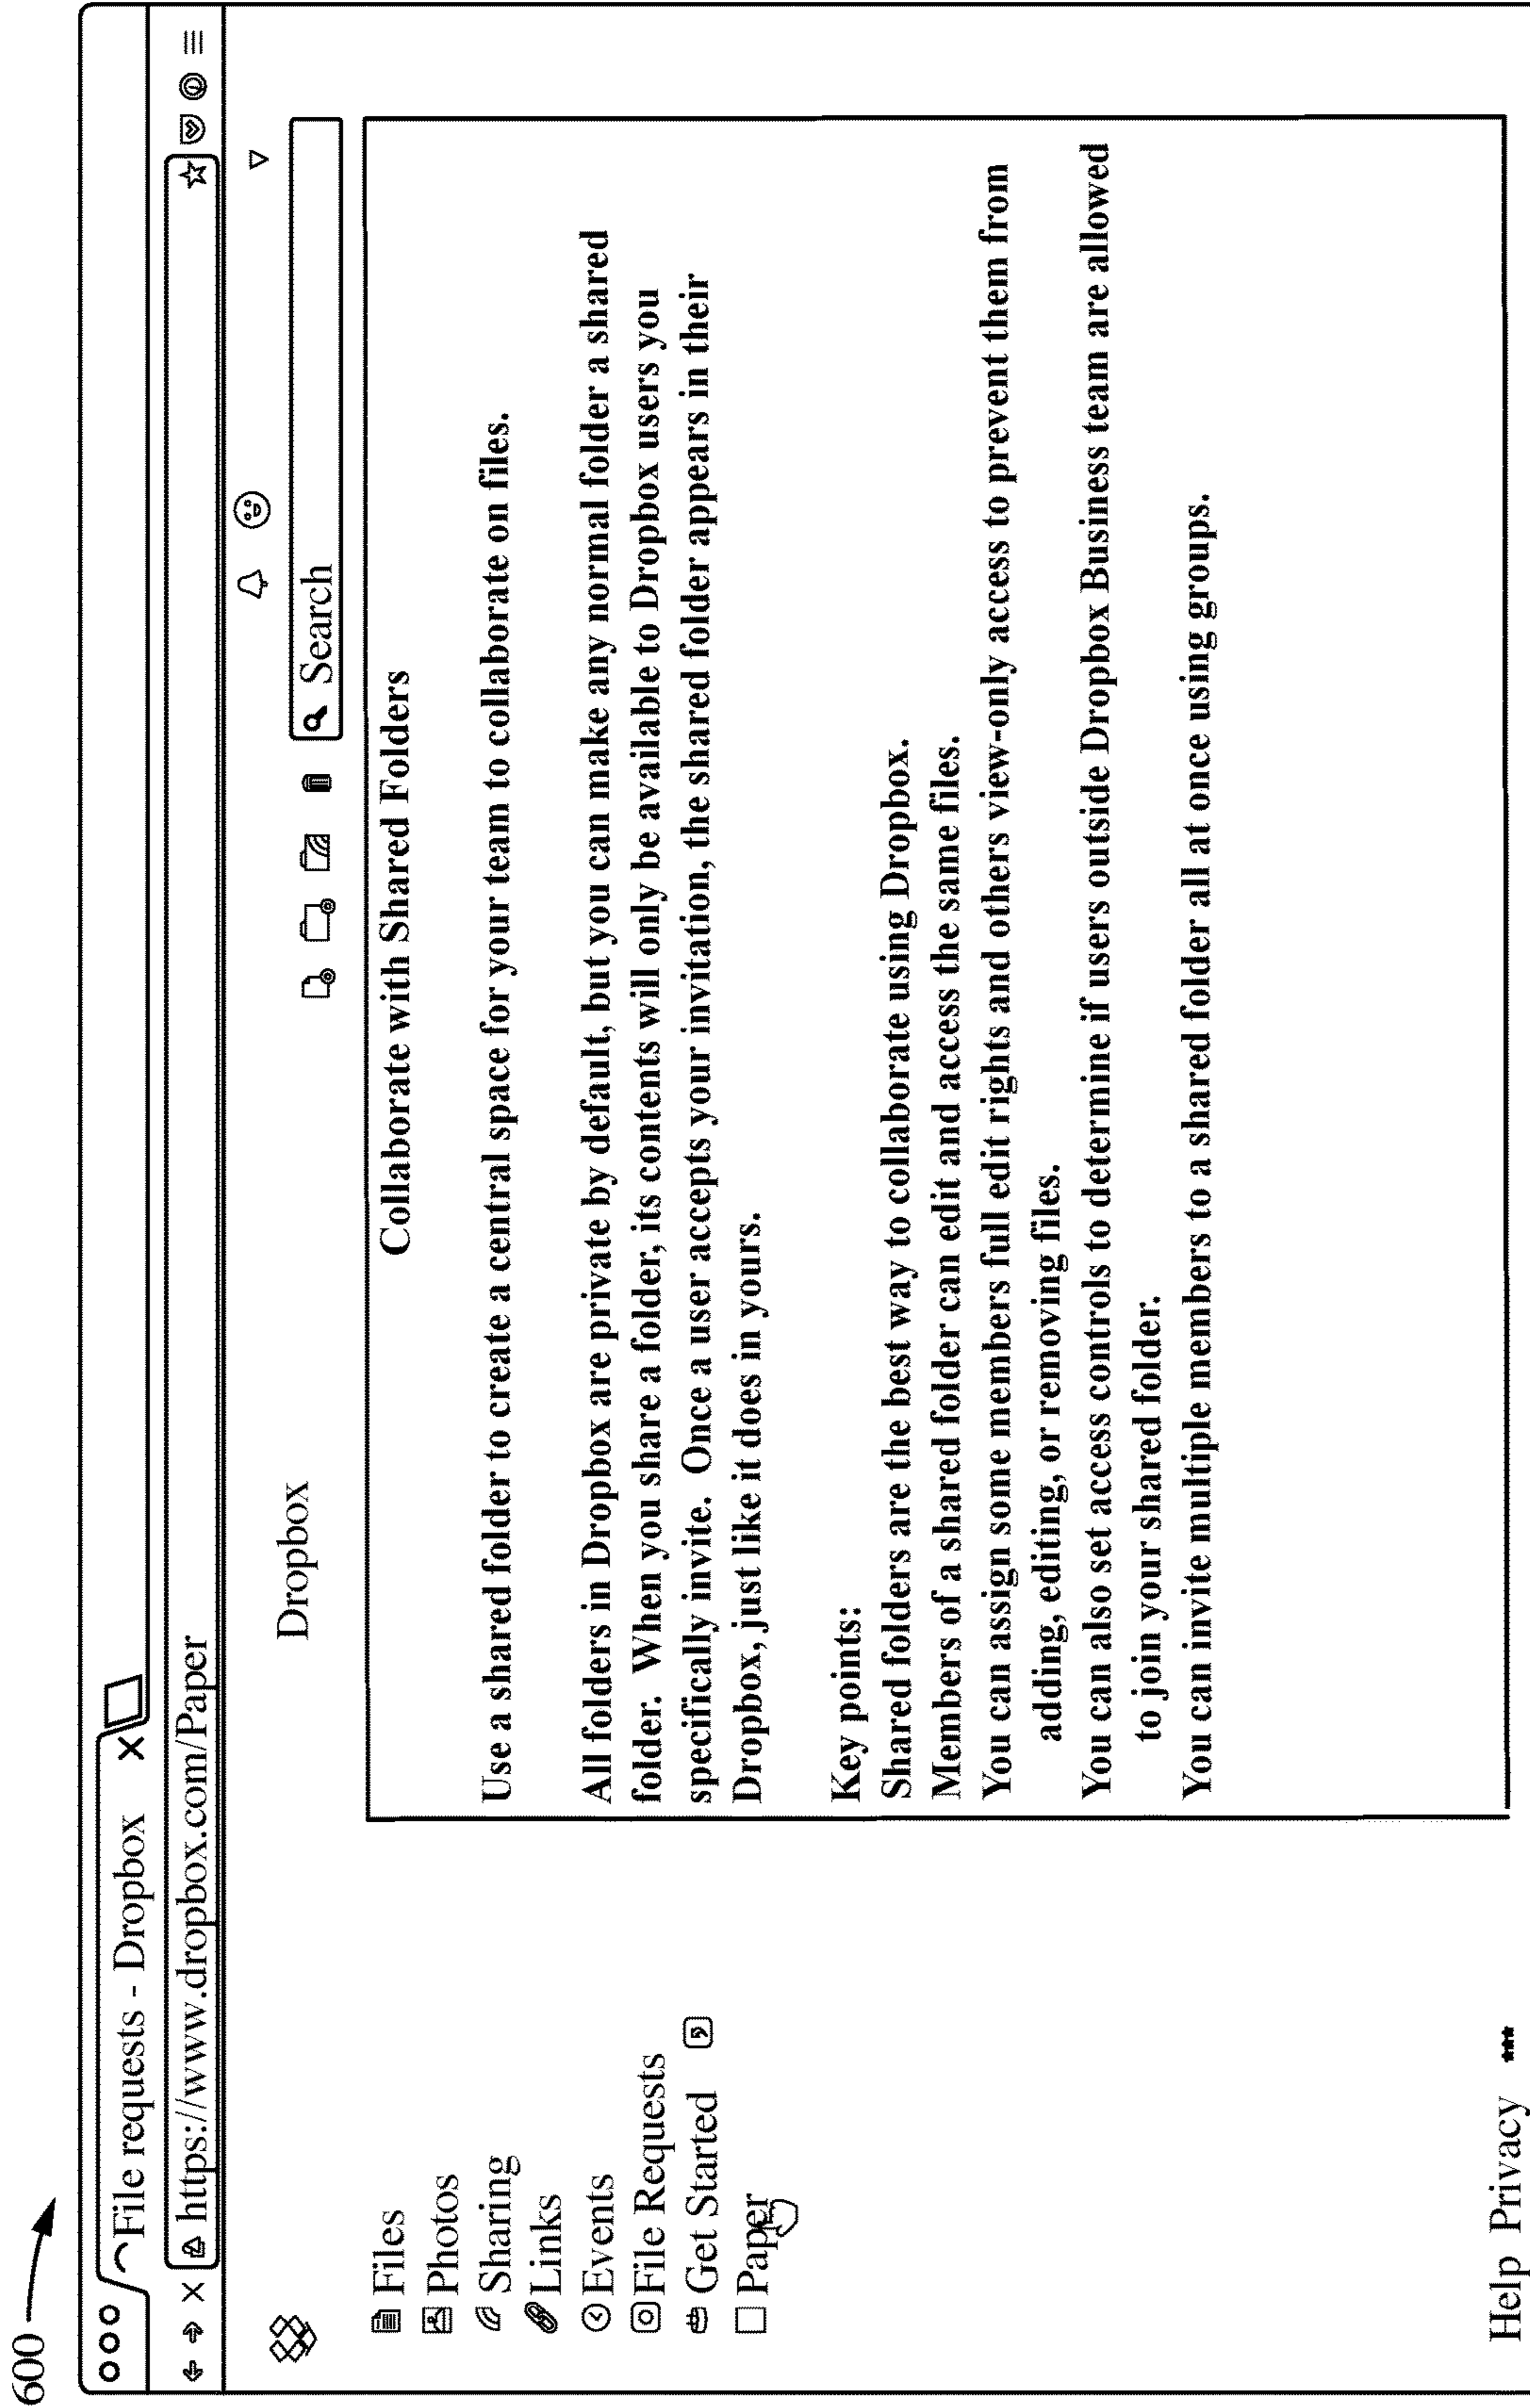 600
File requests - Dropbox X
https://www.dropbox.com/Paper
Dropbox
Search
Files
Photos
Sharing
Links
Events
File Requests
Get Started
Paper
Collaborate with Shared Folders
Use a shared folder to create a central space for your team to collaborate on files.
All folders in Dropbox are private by default, but you can make any normal folder a shared
folder. When you share a folder, its contents will only be available to Dropbox users you
specifically invite. Once a user accepts your invitation, the shared folder appears in their
Dropbox, just like it does in yours.
Key points:
Shared folders are the best way to collaborate using Dropbox.
Members of a shared folder can edit and access the same files.
You can assign some members full edit rights and others view-only access to prevent them from
adding, editing, or removing files.
You can also set access controls to determine if users outside Dropbox Business team are allowed
to join your shared folder.
You can invite multiple members to a shared folder all at once using groups.
Help Privacy